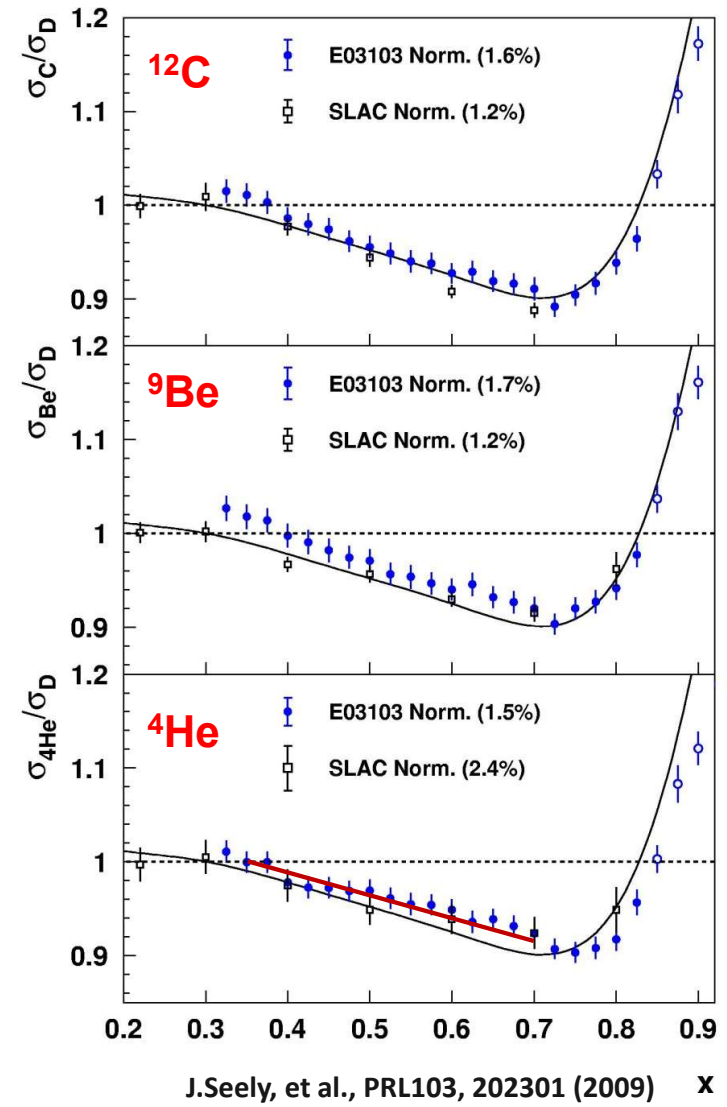 1.2
σC/σD
¹²C
E03103 Norm. (1.6%)
SLAC Norm. (1.2%)
1.1
1
0.9
1.2
σBe/σD
⁹Be
E03103 Norm. (1.7%)
SLAC Norm. (1.2%)
1.1
1
0.9
1.2
σ4He/σD
⁴He
E03103 Norm. (1.5%)
SLAC Norm. (2.4%)
1.1
1
0.9
0.2 0.3 0.4 0.5 0.6 0.7 0.8 0.9
J.Seely, et al., PRL103, 202301 (2009) x